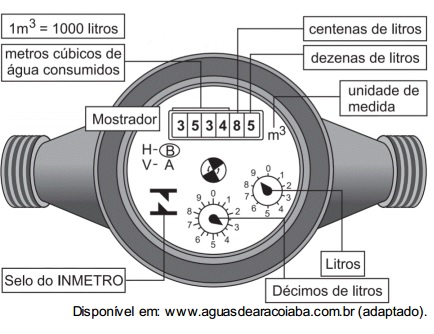 1m³ = 1000 litros
centenas de litros
metros cúbicos de
água consumidos
dezenas de litros
unidade de
medida
Mostrador
3 5 3 4 8 5
m³
H-B
V- A
0
1
2
3
4
5
6
7
8
9
0
1
2
3
4
5
6
7
8
9
Selo do INMETRO
Litros
Décimos de litros
Disponível em: www.aguasdearacoiaba.com.br (adaptado).